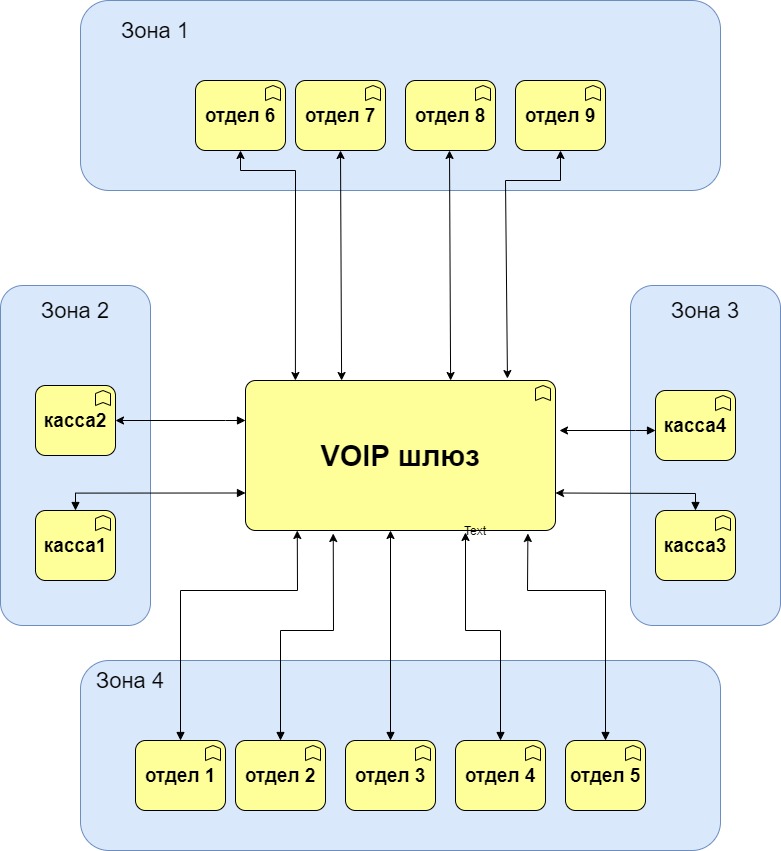 Зона 1
отдел 6
отдел 7
отдел 8
отдел 9
Зона 2
Зона 3
касса2
касса4
VOIP шлюз
касса1
касса3
Text
Зона 4
отдел 1
отдел 2
отдел 3
отдел 4
отдел 5